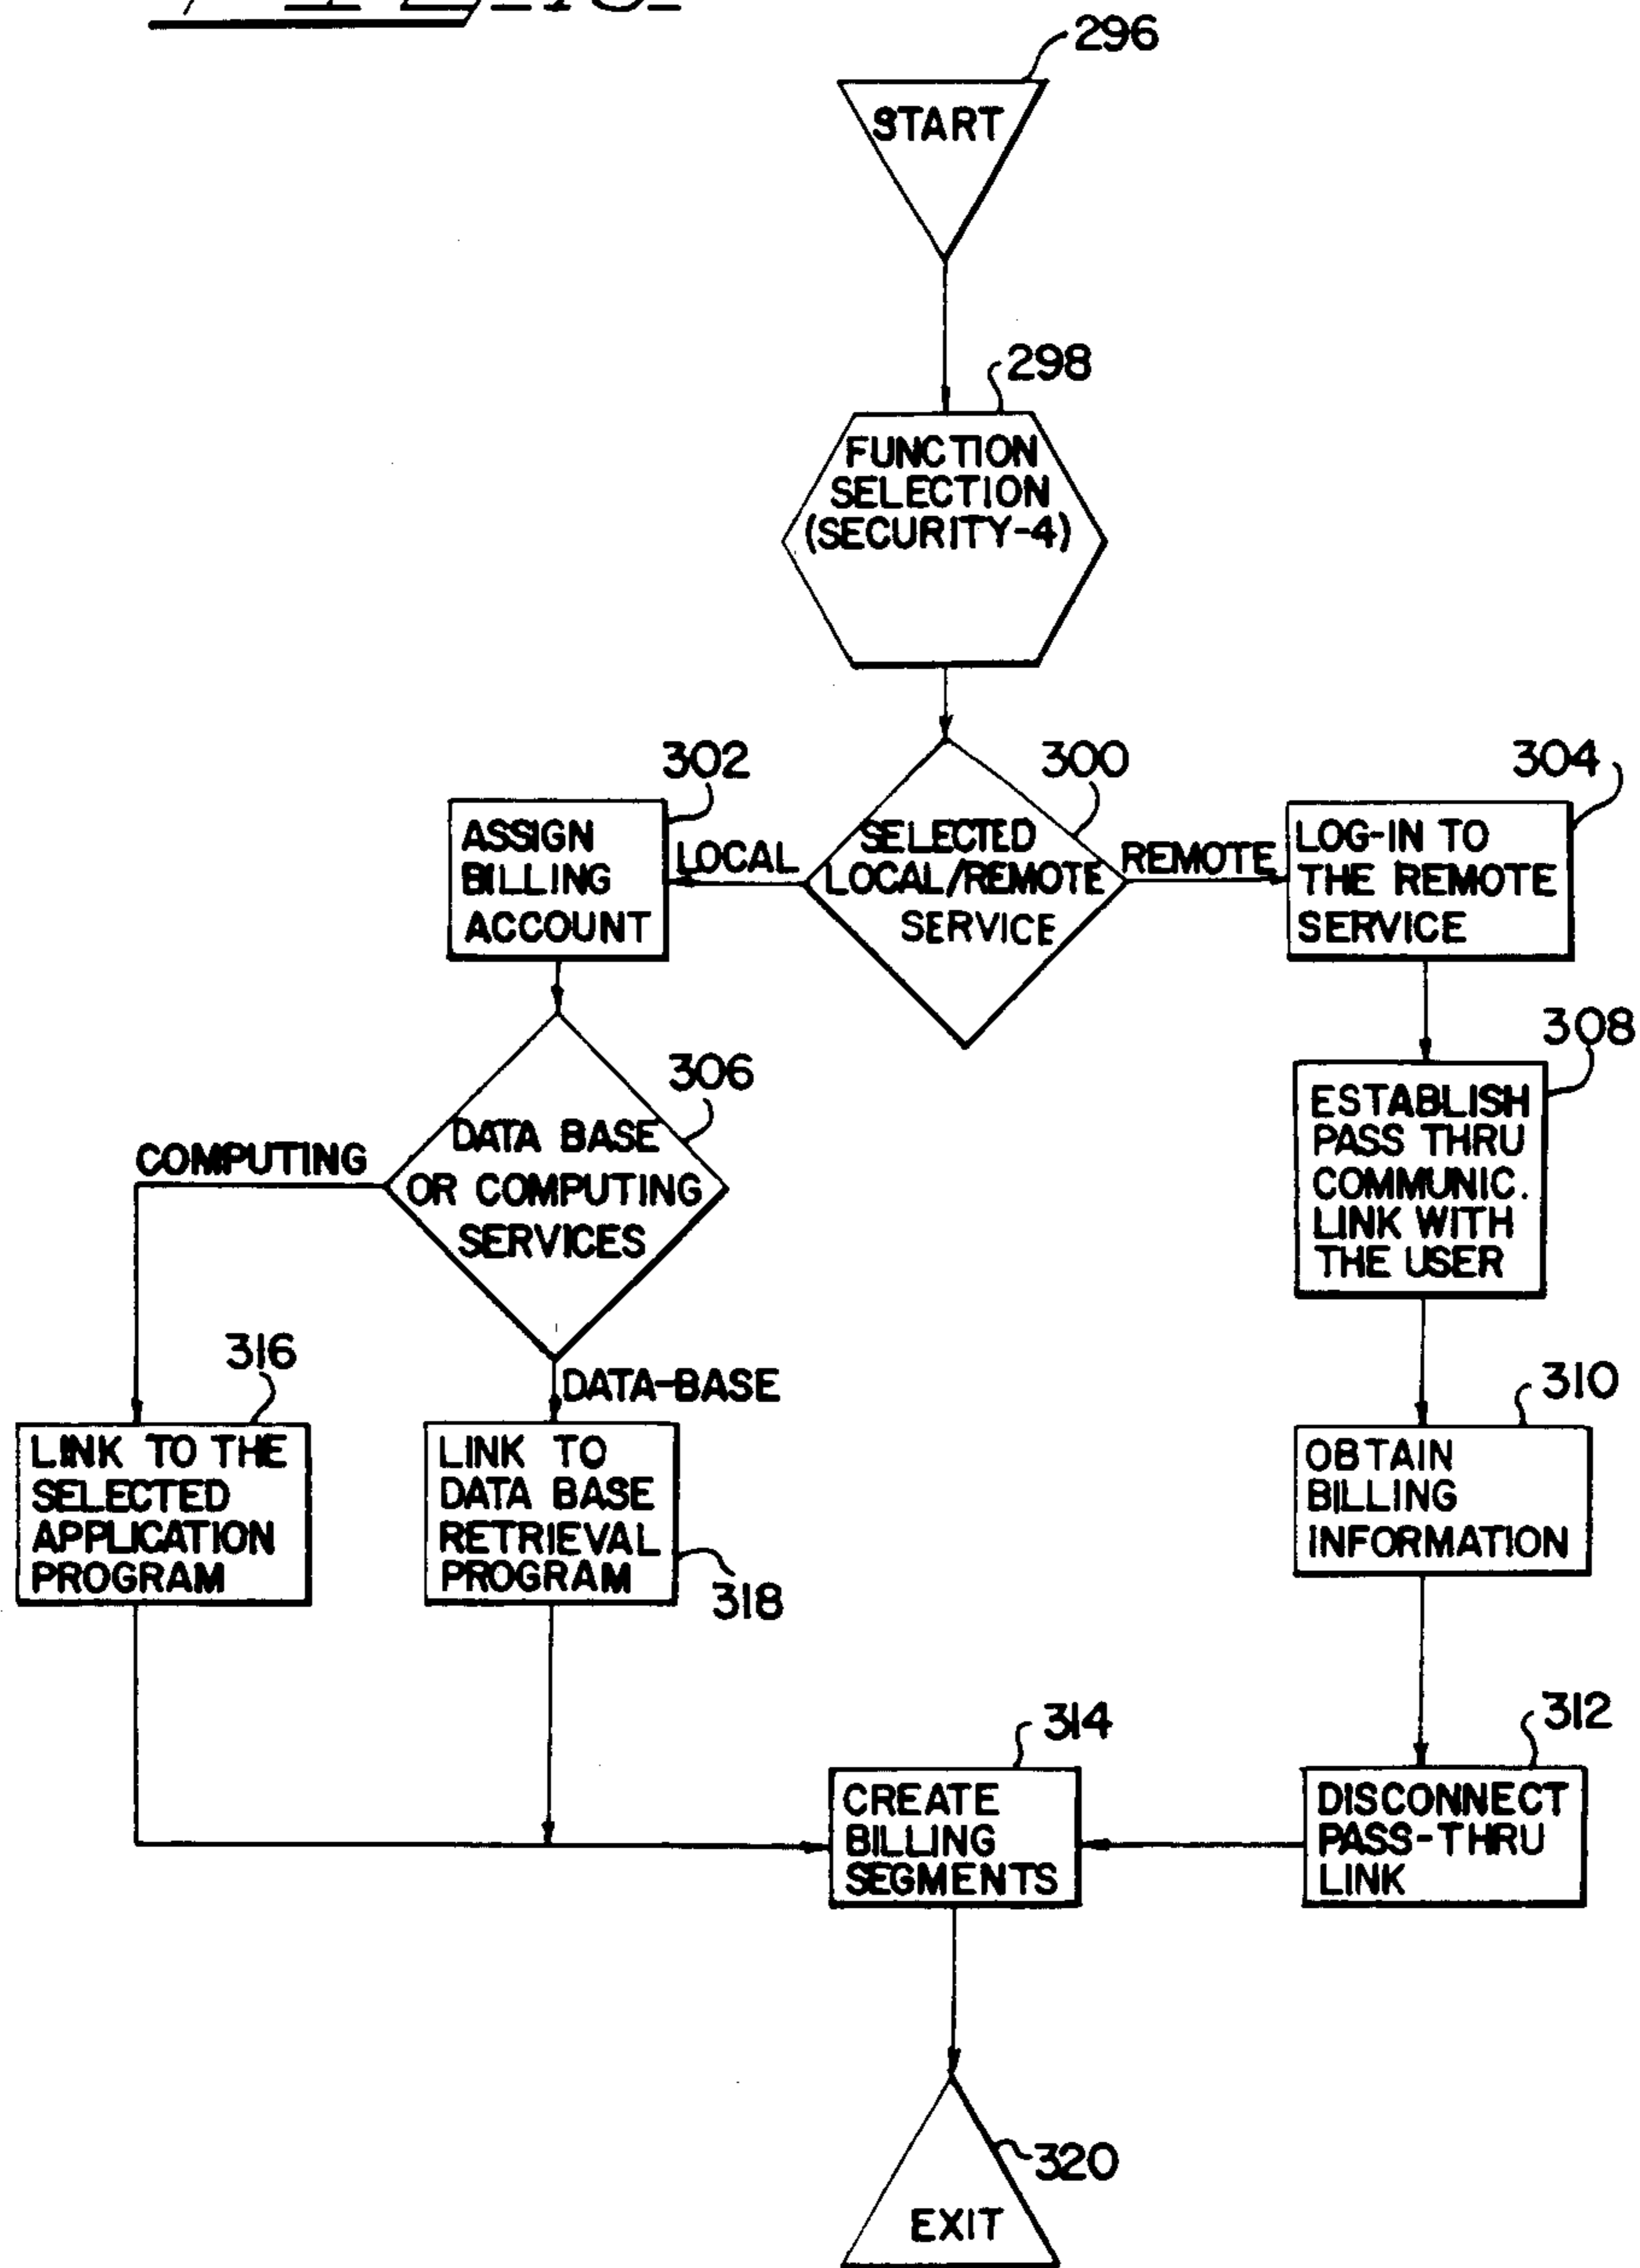 296
START
298
FUNCTION
SELECTION
(SECURITY-4)
300
SELECTED
LOCAL/REMOTE
SERVICE
LOCAL
REMOTE
302
ASSIGN
BILLING
ACCOUNT
304
LOG-IN TO
THE REMOTE
SERVICE
306
DATA BASE
OR COMPUTING
SERVICES
COMPUTING
DATA-BASE
308
ESTABLISH
PASS THRU
COMMUNIC.
LINK WITH
THE USER
310
OBTAIN
BILLING
INFORMATION
316
LINK TO THE
SELECTED
APPLICATION
PROGRAM
LINK TO
DATA BASE
RETRIEVAL
PROGRAM
318
312
DISCONNECT
PASS-THRU
LINK
314
CREATE
BILLING
SEGMENTS
320
EXIT